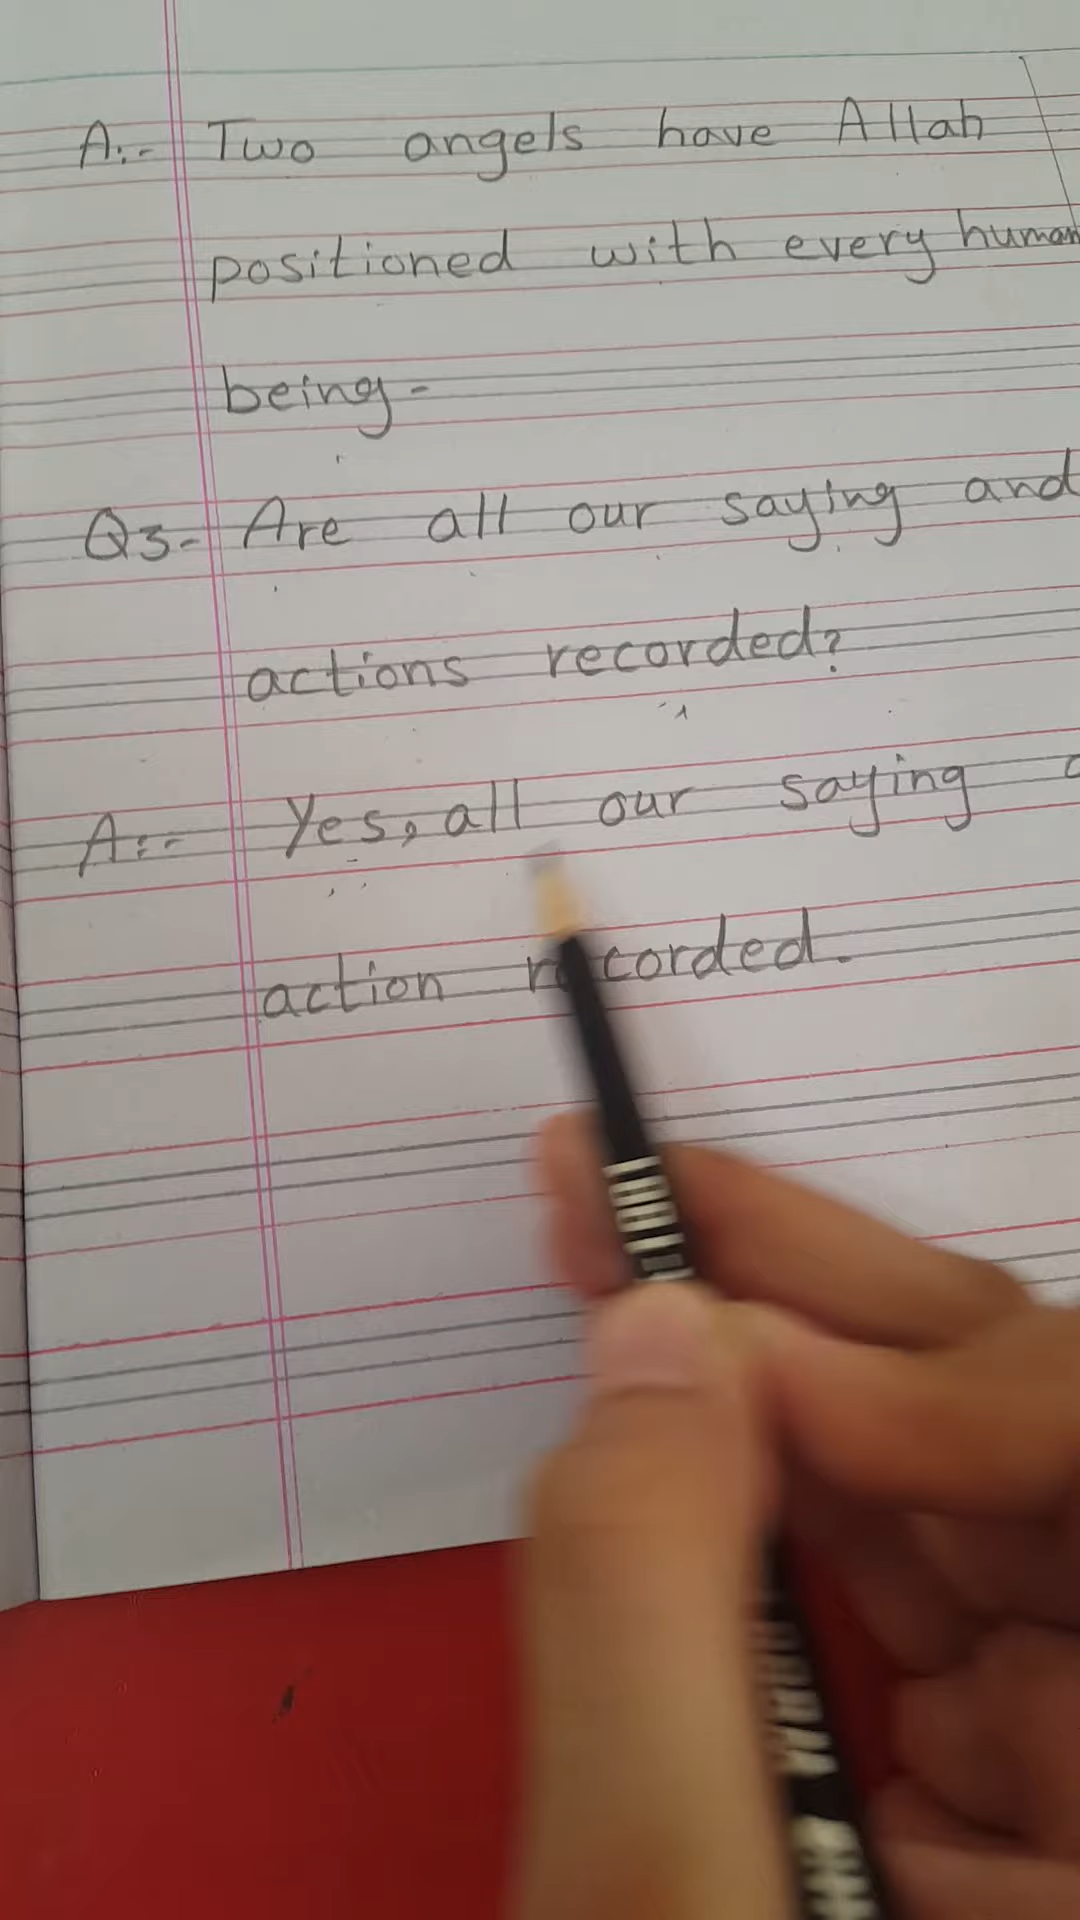 A:- Two angels have Allah
positioned with every human
being-
Q3- Are all our saying and
actions recorded?
A:- Yes, all our saying
action recorded.